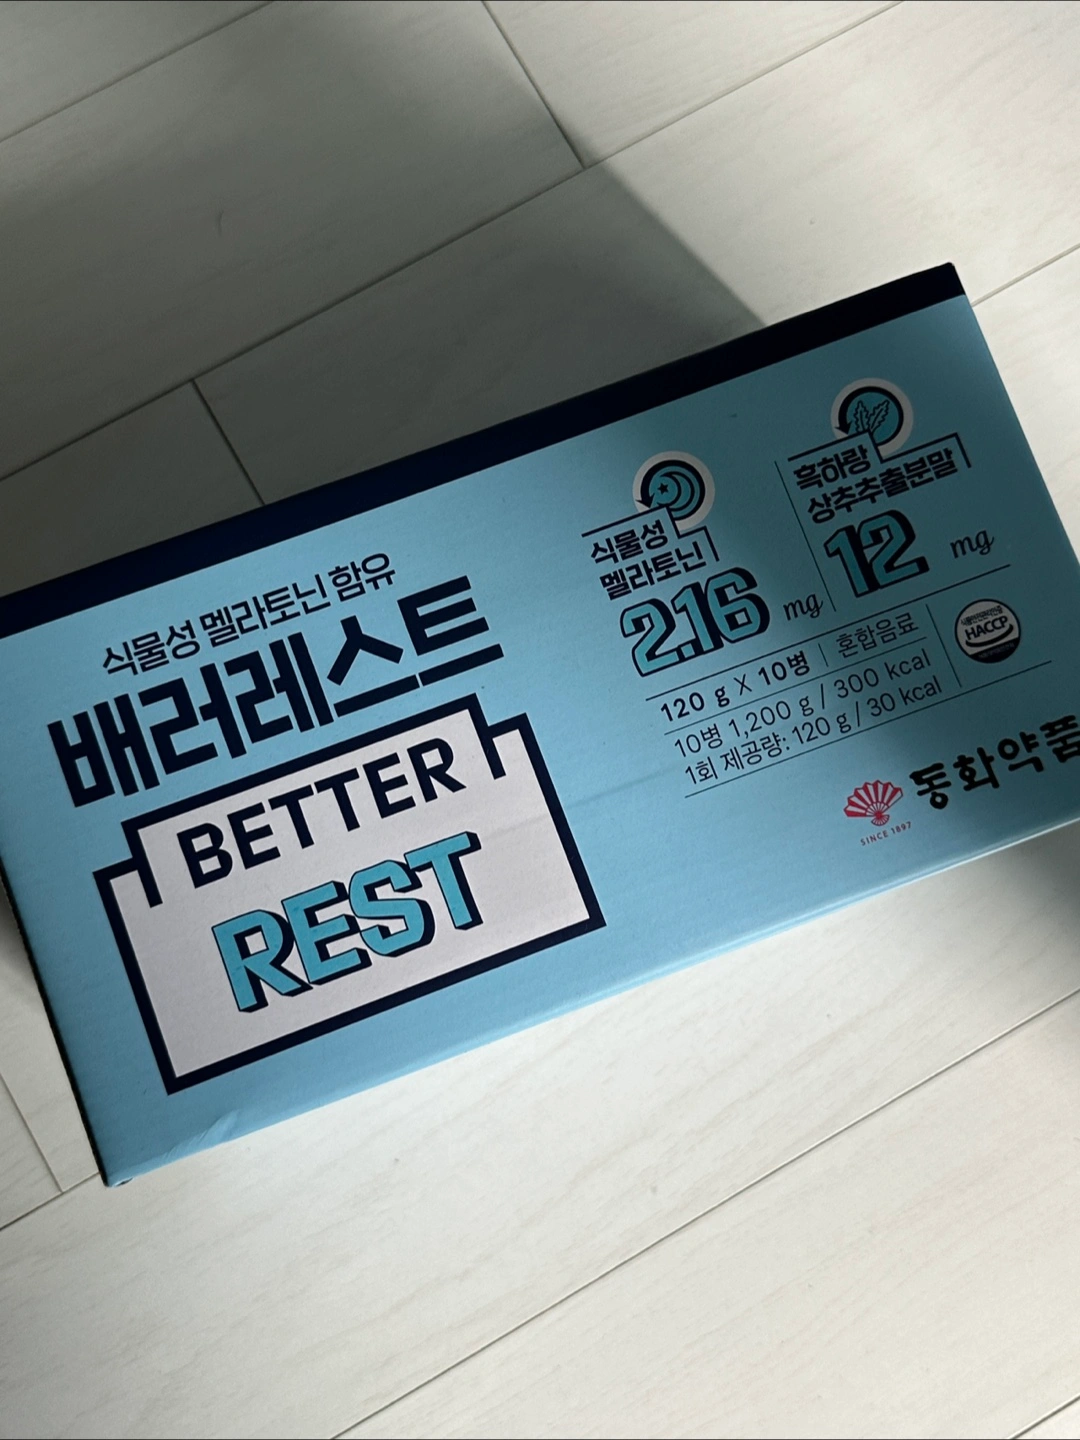 식물성 멜라토닌 함유
배러레스트
BETTER
REST
식물성
멜라토닌
2.16 mg
흑하랑
상추추출분말
12 mg
120 g X 10병 | 혼합음료
10병 1,200 g / 300 kcal
1회 제공량: 120 g / 30 kcal
HACCP
동화약품
SINCE 1897